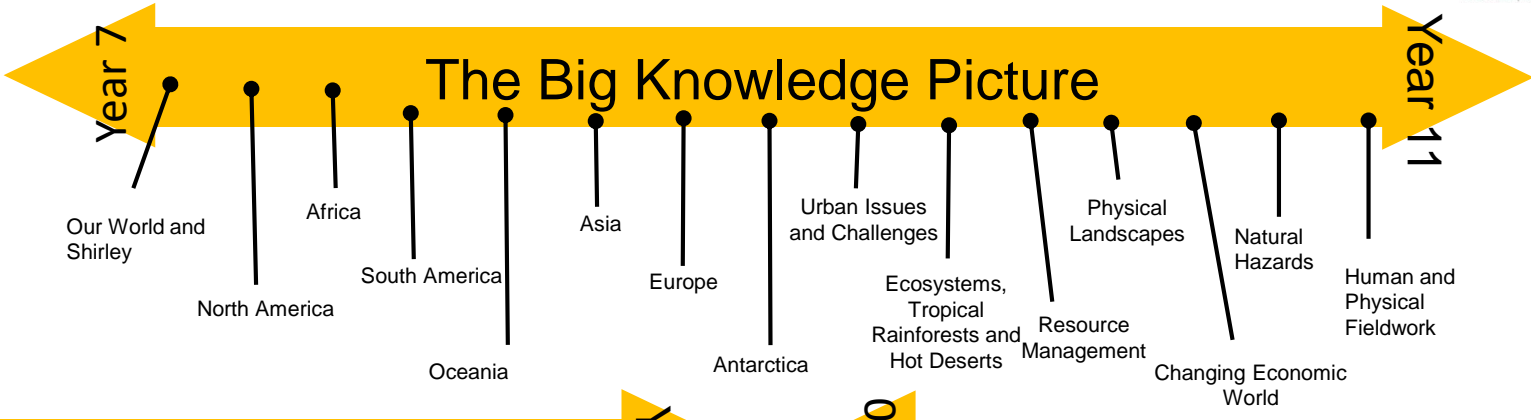 Year 7
The Big Knowledge Picture
Year 11
Our World and
Shirley
North America
Africa
South America
Oceania
Asia
Europe
Antarctica
Urban Issues
and Challenges
Ecosystems,
Tropical
Rainforests and
Hot Deserts
Resource
Management
Physical
Landscapes
Changing Economic
World
Natural
Hazards
Human and
Physical
Fieldwork